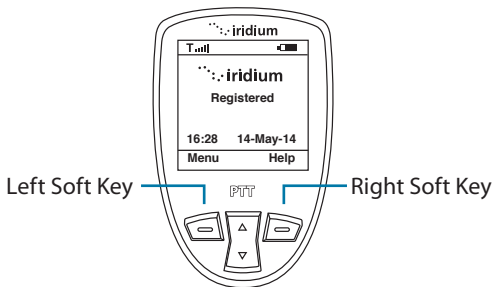 iridium
T
iridium
Registered
16:28 14-May-14
Menu Help
PTT
Left Soft Key Right Soft Key